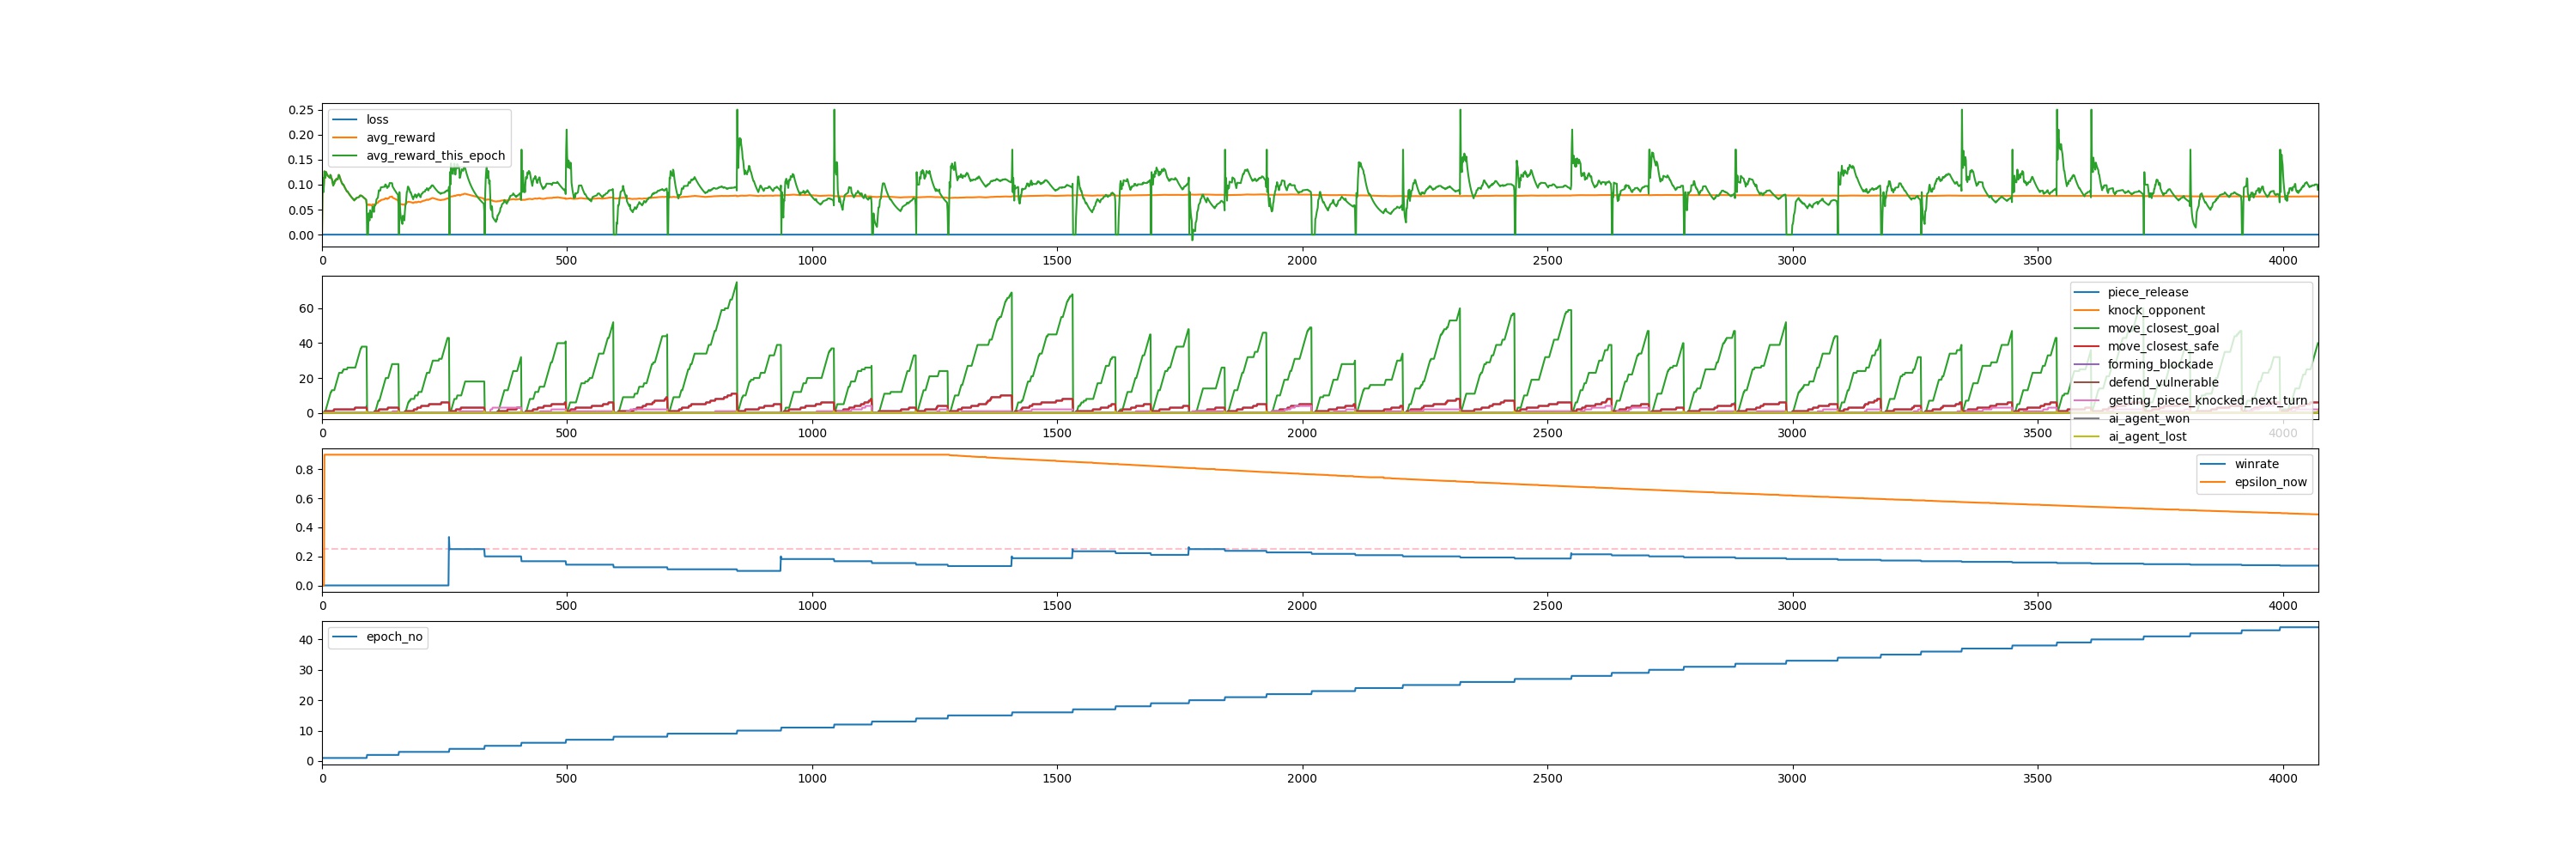 0.25
0.20
0.15
0.10
0.05
0.00
loss
avg_reward
avg_reward_this_epoch
0 500 1000 1500 2000 2500 3000 3500 4000
60
40
20
0
piece_release
knock_opponent
move_closest_goal
move_closest_safe
forming_blockade
defend_vulnerable
getting_piece_knocked_next_turn
ai_agent_won
ai_agent_lost
0 500 1000 1500 2000 2500 3000 3500 4000
0.8
0.6
0.4
0.2
0.0
winrate
epsilon_now
0 500 1000 1500 2000 2500 3000 3500 4000
40
30
20
10
0
epoch_no
0 500 1000 1500 2000 2500 3000 3500 4000